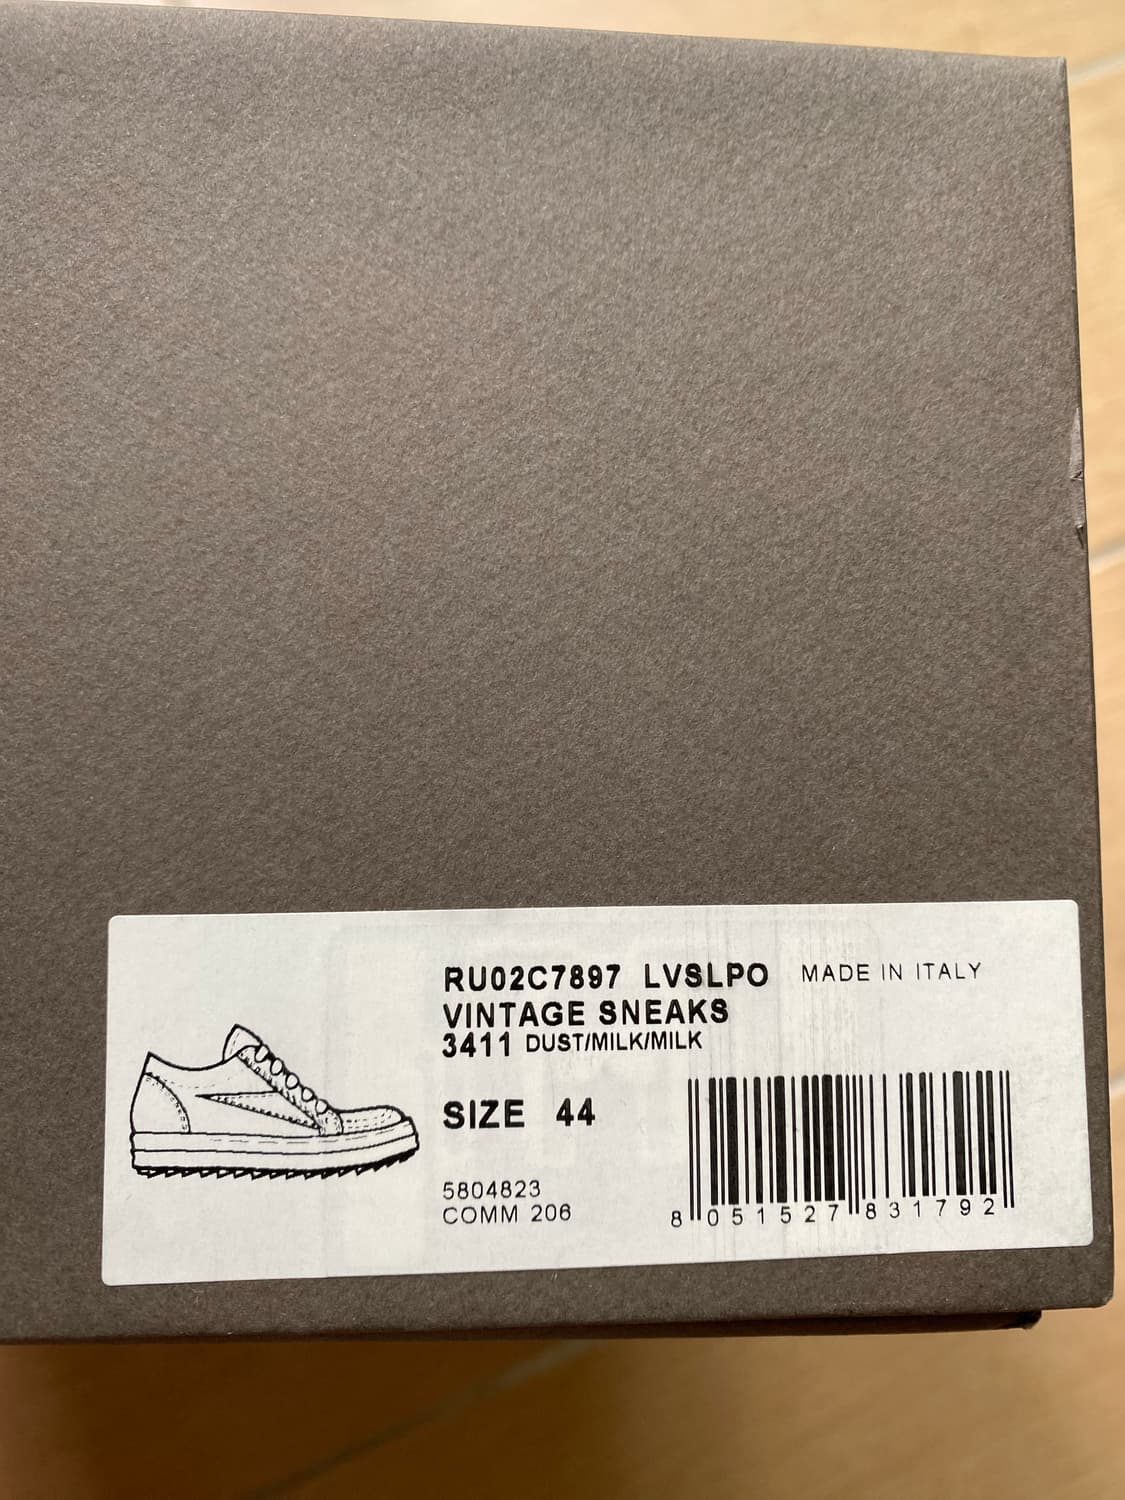 RU02C7897 LVSLPO MADE IN ITALY
VINTAGE SNEAKS
3411 DUST/MILK/MILK
SIZE 44
5804823
COMM 206
8 051527 831792